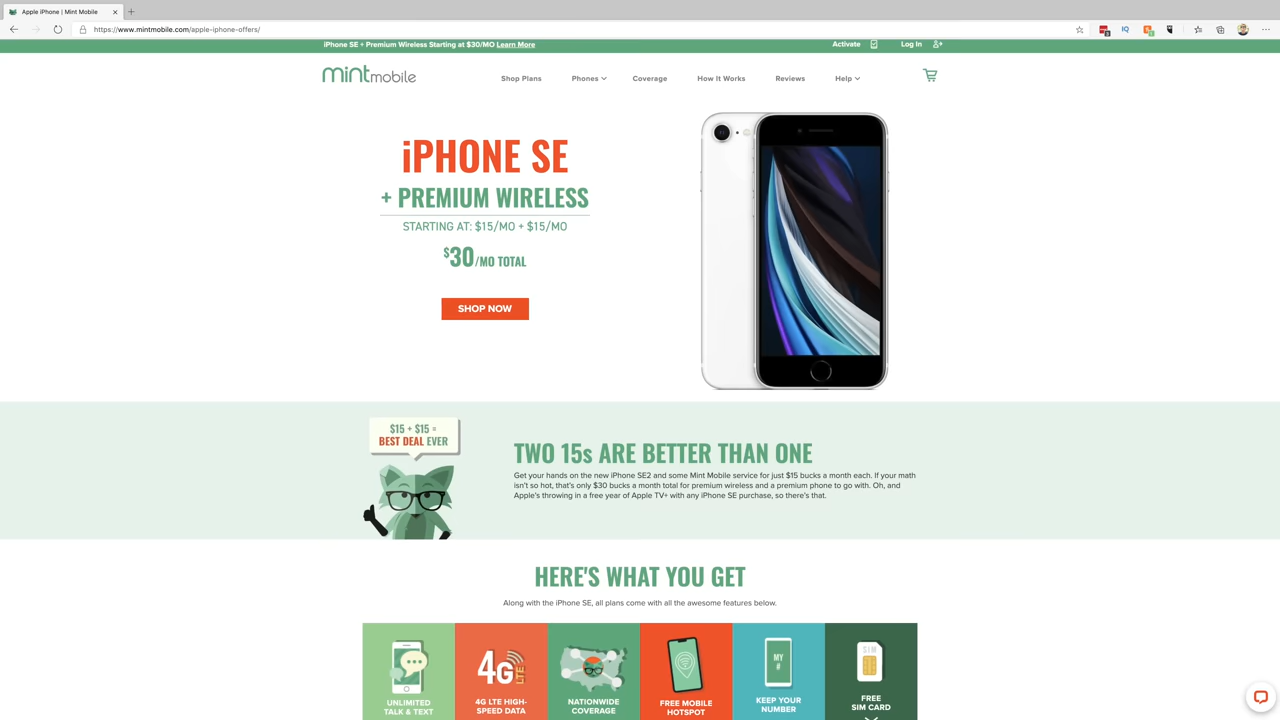 Apple iPhone | Mint Mobile
https://www.mintmobile.com/apple-iphone-offers/
iPhone SE + Premium Wireless Starting at $30/MO Learn More
Activate
Log In
mintmobile
Shop Plans
Phones
Coverage
How It Works
Reviews
Help
iPHONE SE
+ PREMIUM WIRELESS
STARTING AT: $15/MO + $15/MO
$30/MO TOTAL
SHOP NOW
$15 + $15 =
BEST DEAL EVER
TWO 15s ARE BETTER THAN ONE
Get your hands on the new iPhone SE2 and some Mint Mobile service for just $15 bucks a month each. If your math
isn't so hot, that's only $30 bucks a month total for premium wireless and a premium phone to go with. Oh, and
Apple's throwing in a free year of Apple TV+ with any iPhone SE purchase, so there's that.
HERE'S WHAT YOU GET
Along with the iPhone SE, all plans come with all the awesome features below.
UNLIMITED
TALK & TEXT
4G LTE
4G LTE HIGH-
SPEED DATA
NATIONWIDE
COVERAGE
FREE MOBILE
HOTSPOT
MY
#
KEEP YOUR
NUMBER
SIM
FREE
SIM CARD